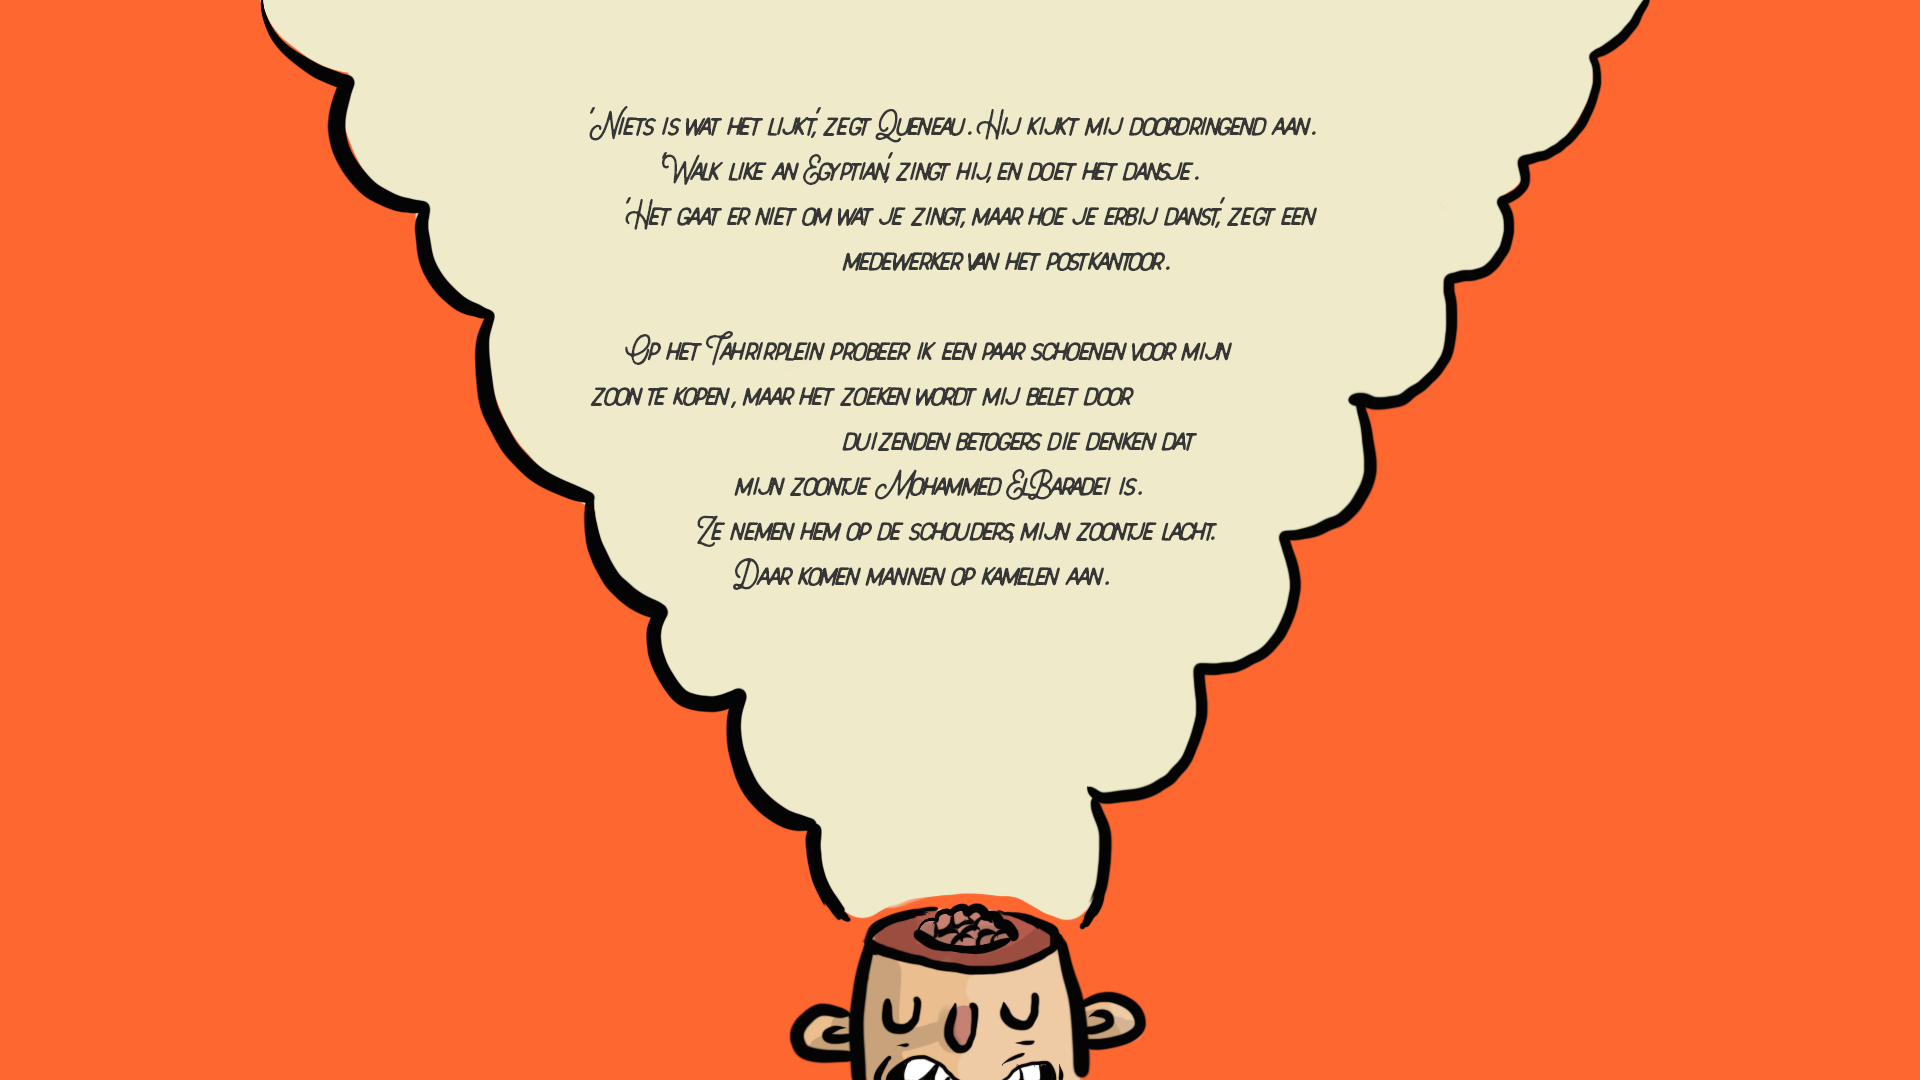 'Niets is wat het lijkt,' zegt Queneau. Hij kijkt mij doordringend aan.
'Walk like an Egyptian,' zingt hij, en doet het dansje.
'Het gaat er niet om wat je zingt, maar hoe je erbij danst,' zegt een
medewerker van het postkantoor.
Op het Tahrirplein probeer ik een paar schoenen voor mijn
zoon te kopen, maar het zoeken wordt mij belet door
duizenden betogers die denken dat
mijn zoontje Mohammed ElBaradei is.
Ze nemen hem op de schouders, mijn zoontje lacht.
Daar komen mannen op kamelen aan.